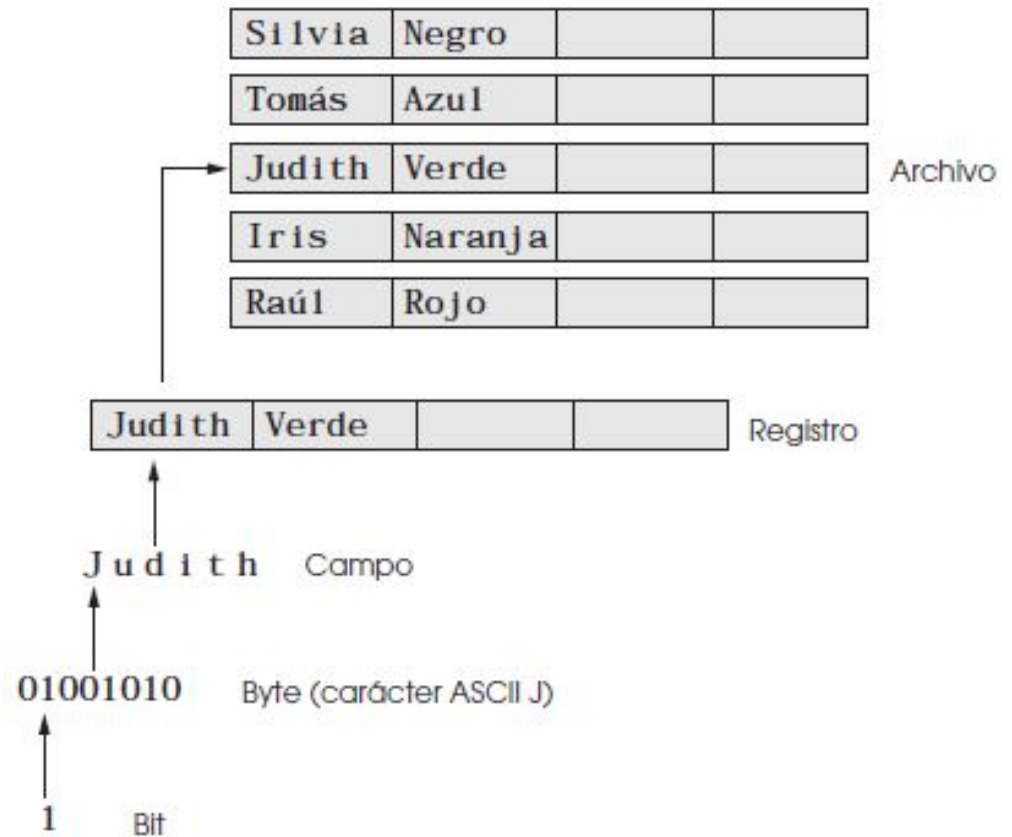 Silvia Negro
Tomás Azul
Judith Verde Archivo
Iris Naranja
Raúl Rojo
Judith Verde Registro
Judith Campo
01001010 Byte (carácter ASCII J)
1 Bit